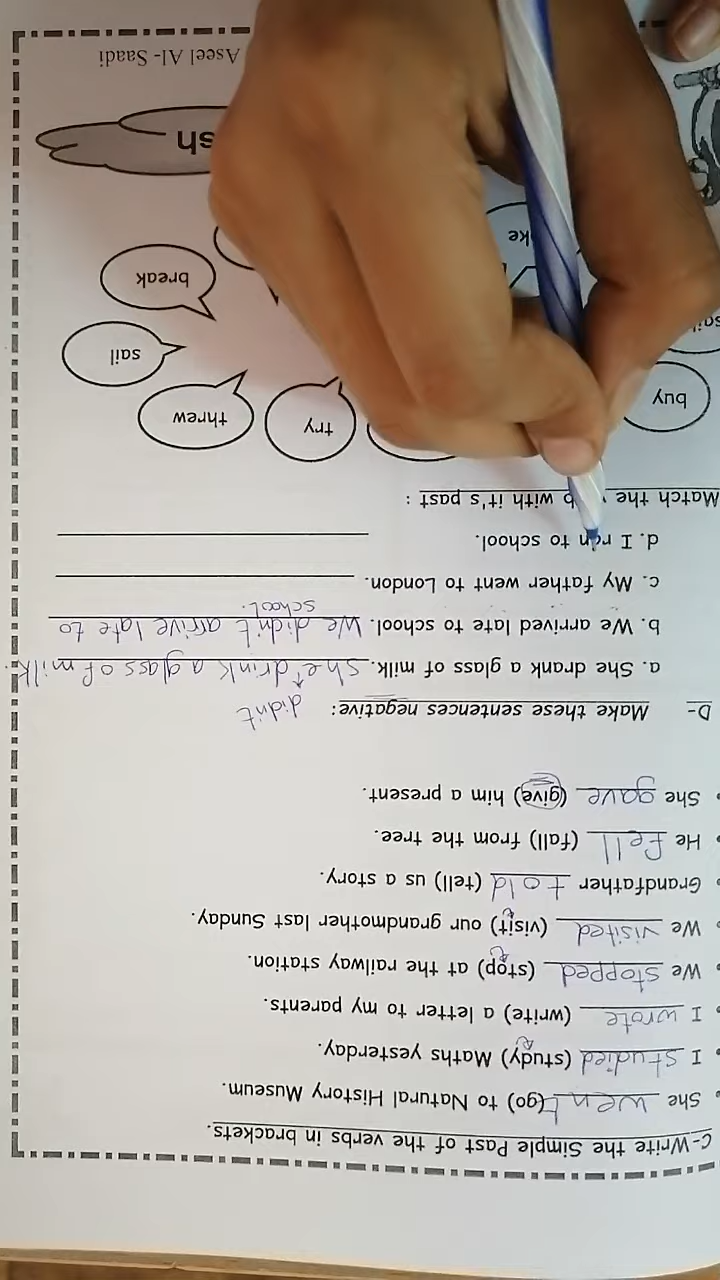 C-Write the Simple Past of the verbs in brackets.
She went (go) to Natural History Museum.
I studied (study) Maths yesterday.
I wrote (write) a letter to my parents.
We stopped (stop) at the railway station.
We visited (visit) our grandmother last Sunday.
Grandfather told (tell) us a story.
He fell (fall) from the tree.
She gave (give) him a present.
D- Make these sentences negative:
didn't
a. She drank a glass of milk. She drink a glass of milk.
b. We arrived late to school. We didn't arrive late to
school.
c. My father went to London.
d. I ran to school.
Match the with it's past :
buy
try
threw
sail
break
Aseel Al- Saadi